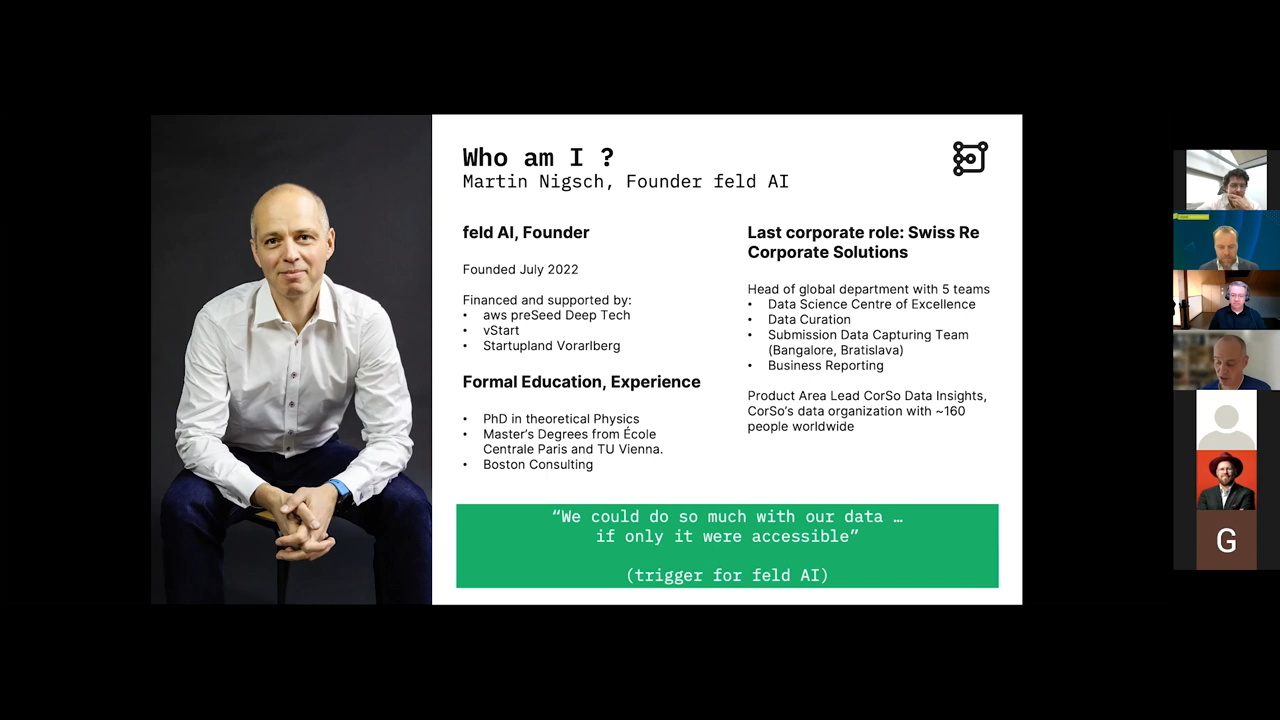 Who am I ?
Martin Nigsch, Founder feld AI
feld AI, Founder
Founded July 2022
Financed and supported by:
• aws preSeed Deep Tech
• vStart
• Startupland Vorarlberg
Formal Education, Experience
• PhD in theoretical Physics
• Master's Degrees from École
Centrale Paris and TU Vienna.
• Boston Consulting
Last corporate role: Swiss Re
Corporate Solutions
Head of global department with 5 teams
• Data Science Centre of Excellence
• Data Curation
• Submission Data Capturing Team
(Bangalore, Bratislava)
• Business Reporting
Product Area Lead CorSo Data Insights,
CorSo's data organization with ~160
people worldwide
“We could do so much with our data …
if only it were accessible”
(trigger for feld AI)
G